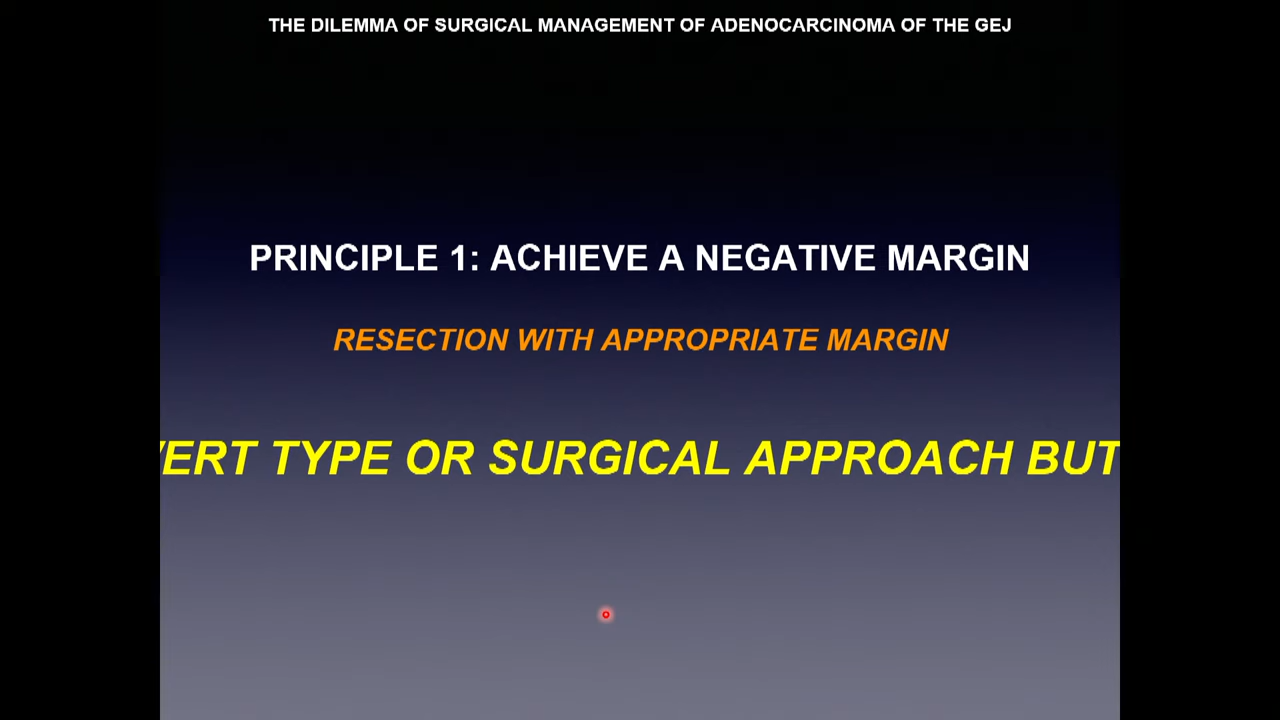 THE DILEMMA OF SURGICAL MANAGEMENT OF ADENOCARCINOMA OF THE GEJ
PRINCIPLE 1: ACHIEVE A NEGATIVE MARGIN
RESECTION WITH APPROPRIATE MARGIN
TYPE OR SURGICAL APPROACH BUT